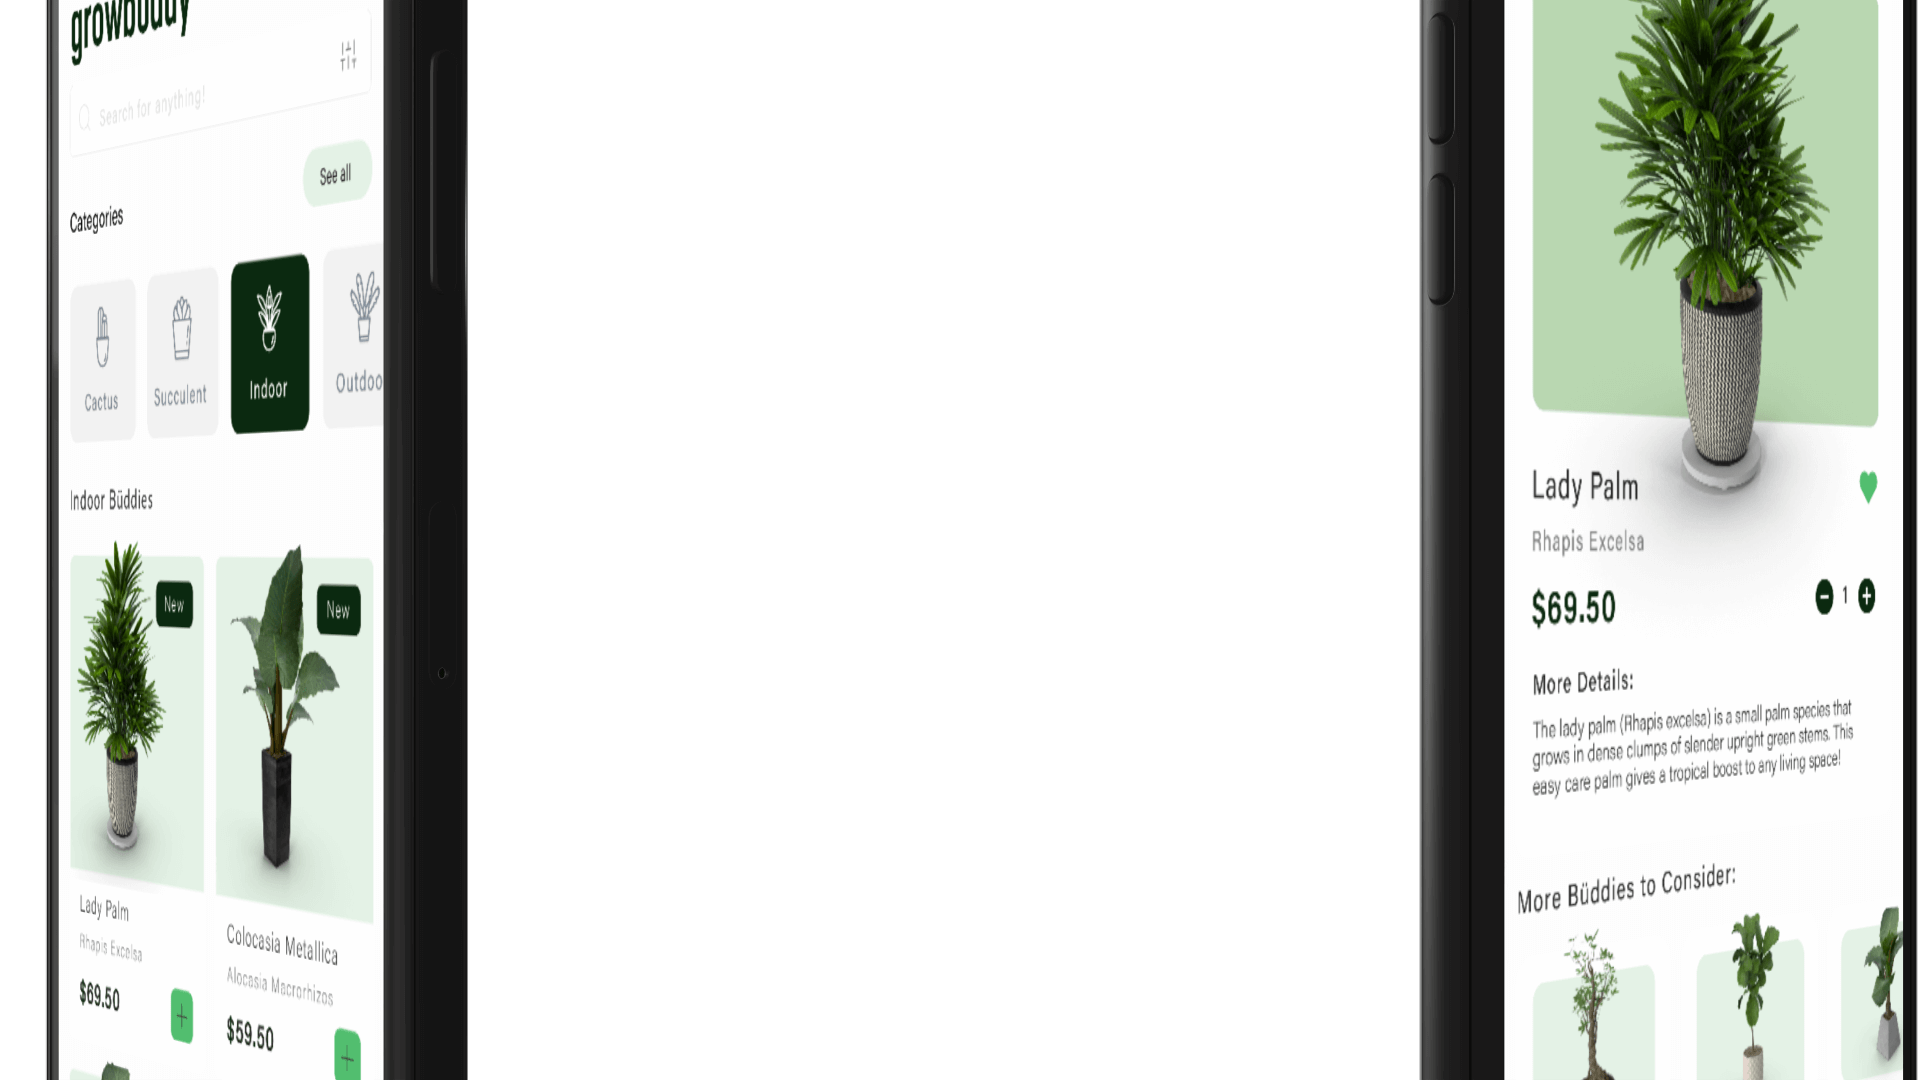 growbuddy
Search for anything!
See all
Categories
Cactus
Succulent
Indoor
Outdoo
Indoor Büddies
New
New
Lady Palm
Rhapis Excelsa
$69.50
Colocasia Metallica
Alocasia Macrorhizos
$59.50
Lady Palm
Rhapis Excelsa
$69.50
1
More Details:
The lady palm (Rhapis excelsa) is a small palm species that
grows in dense clumps of slender upright green stems. This
easy care palm gives a tropical boost to any living space!
More Büddies to Consider: